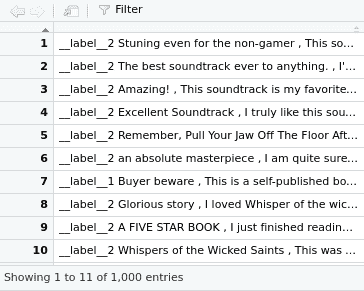 Filter
1 __label__2 Stuning even for the non-gamer , This so...
2 __label__2 The best soundtrack ever to anything. , I'...
3 __label__2 Amazing! , This soundtrack is my favorite...
4 __label__2 Excellent Soundtrack , I truly like this sou...
5 __label__2 Remember, Pull Your Jaw Off The Floor Aft...
6 __label__2 an absolute masterpiece , I am quite sure...
7 __label__1 Buyer beware , This is a self-published bo...
8 __label__2 Glorious story , I loved Whisper of the wic...
9 __label__2 A FIVE STAR BOOK , I just finished readin...
10 __label__2 Whispers of the Wicked Saints , This was ...
Showing 1 to 11 of 1,000 entries